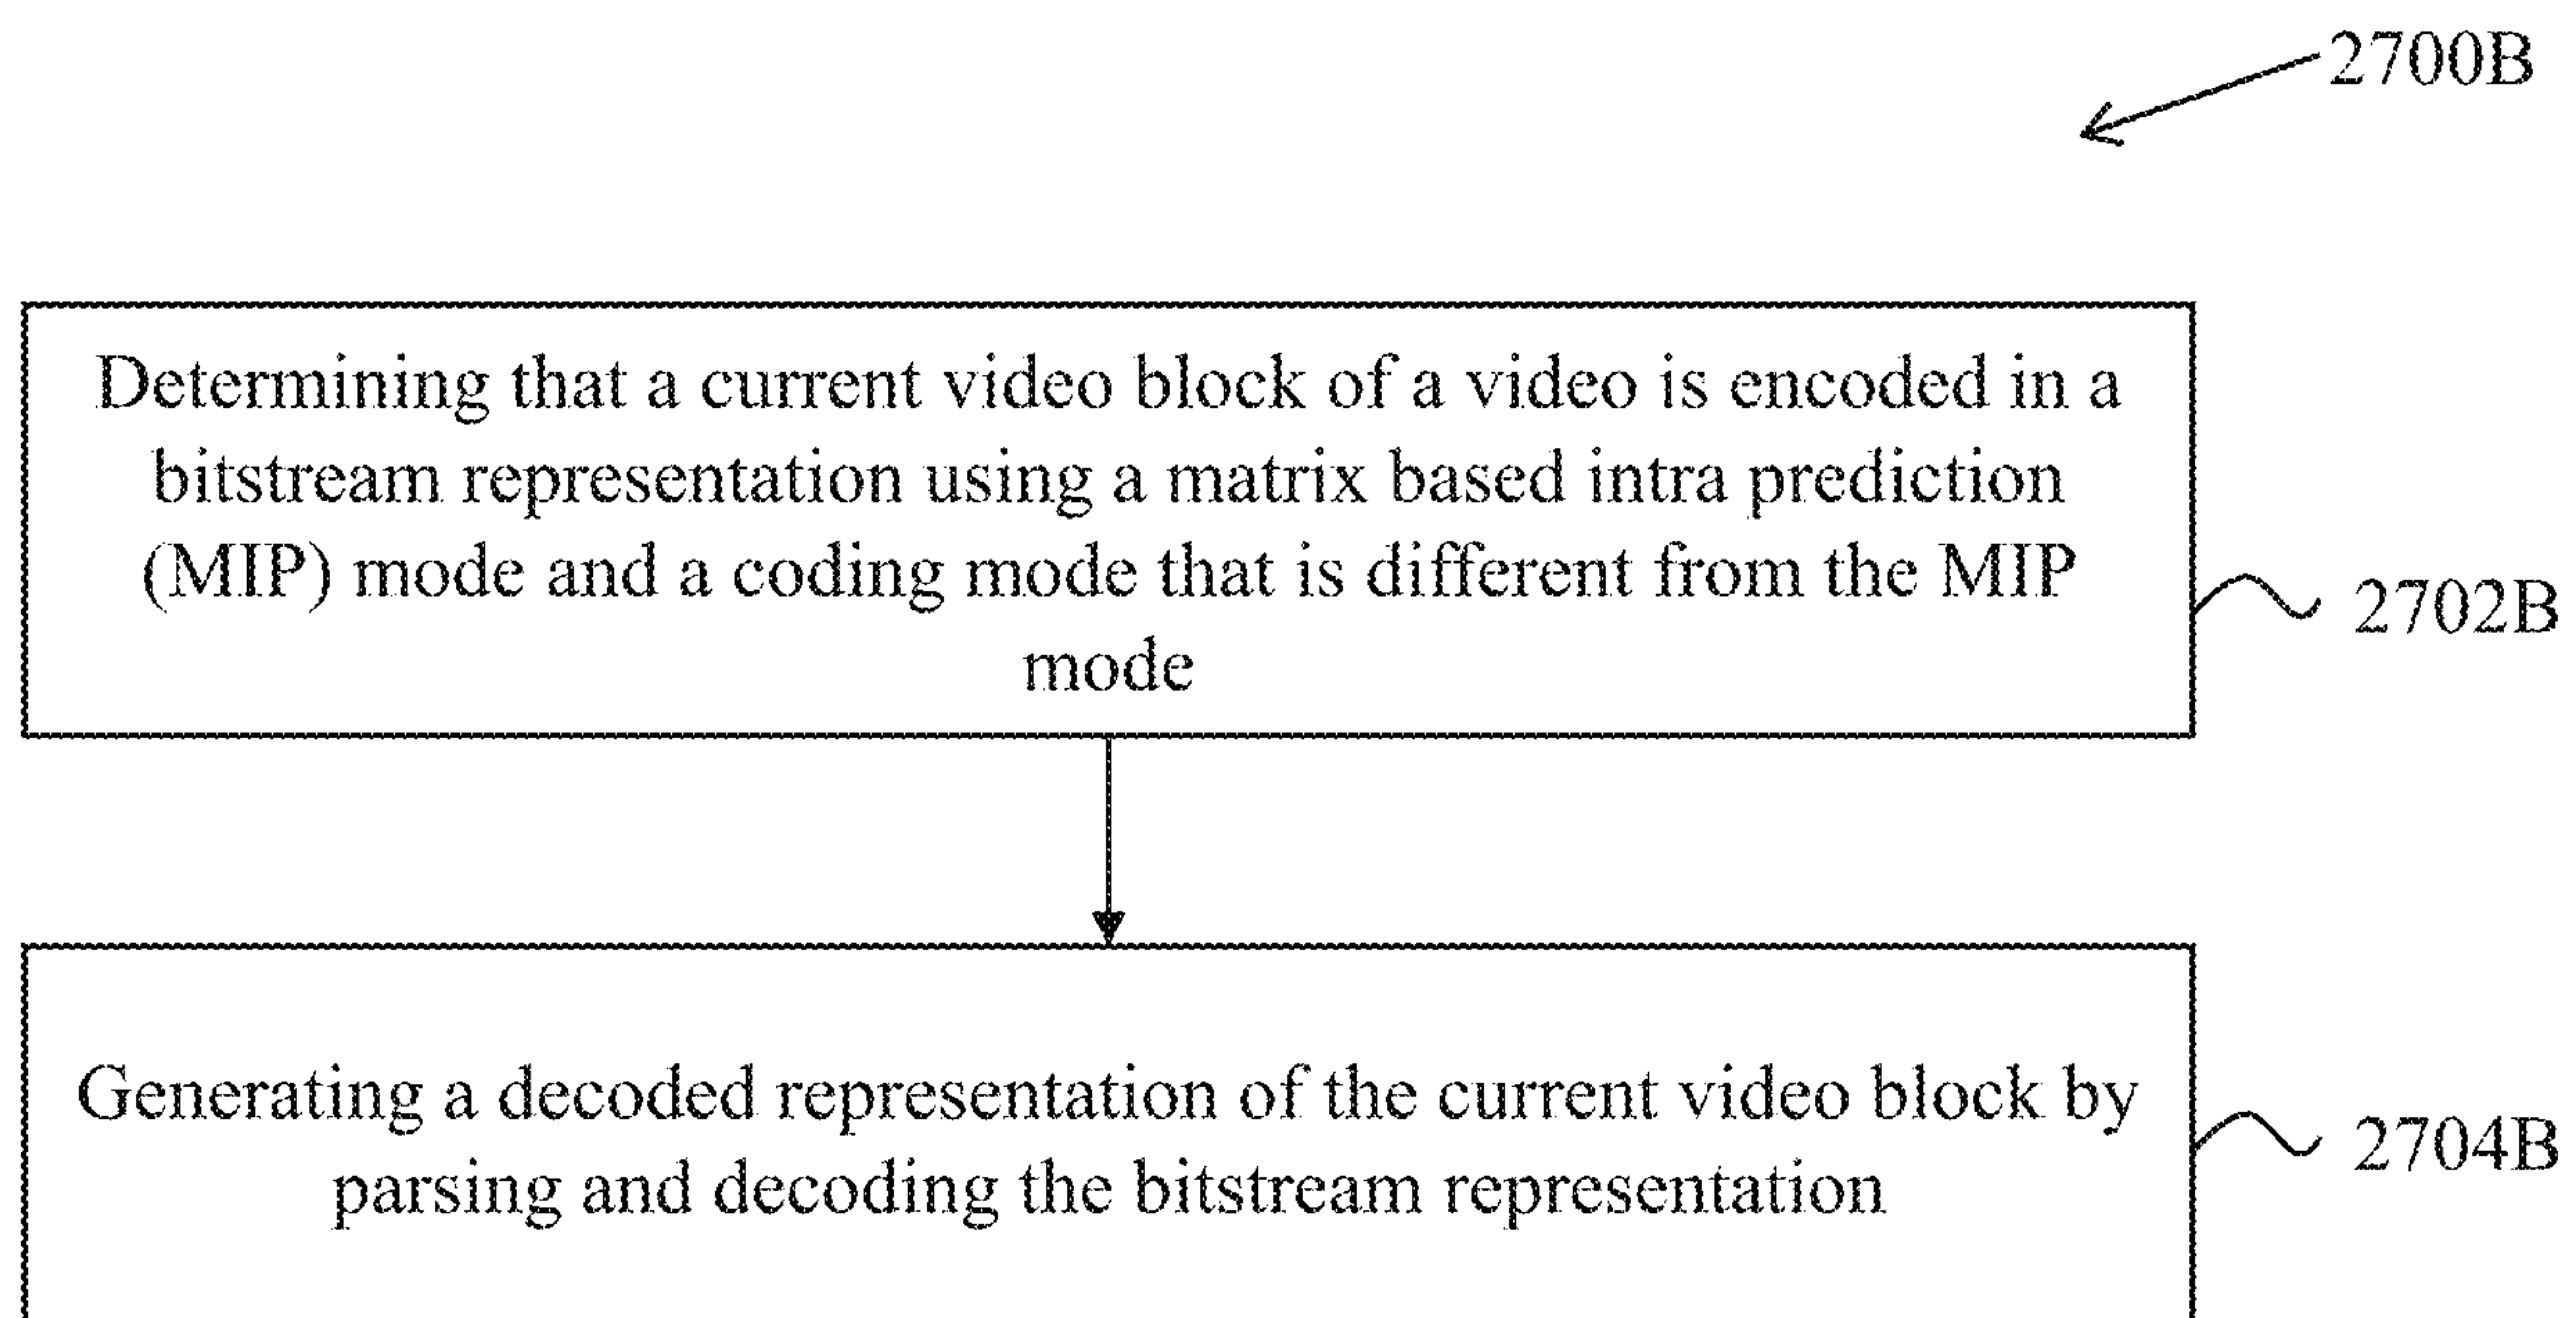 2700B
Determining that a current video block of a video is encoded in a
bitstream representation using a matrix based intra prediction
(MIP) mode and a coding mode that is different from the MIP
mode
2702B
Generating a decoded representation of the current video block by
parsing and decoding the bitstream representation
2704B